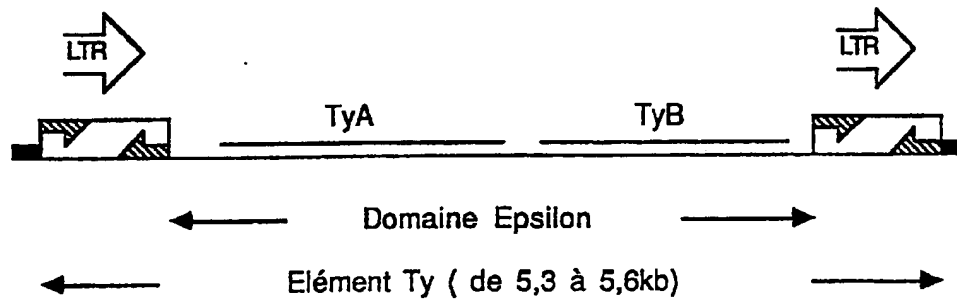 LTR LTR
TyA TyB
Domaine Epsilon
Elément Ty ( de 5,3 à 5,6kb)